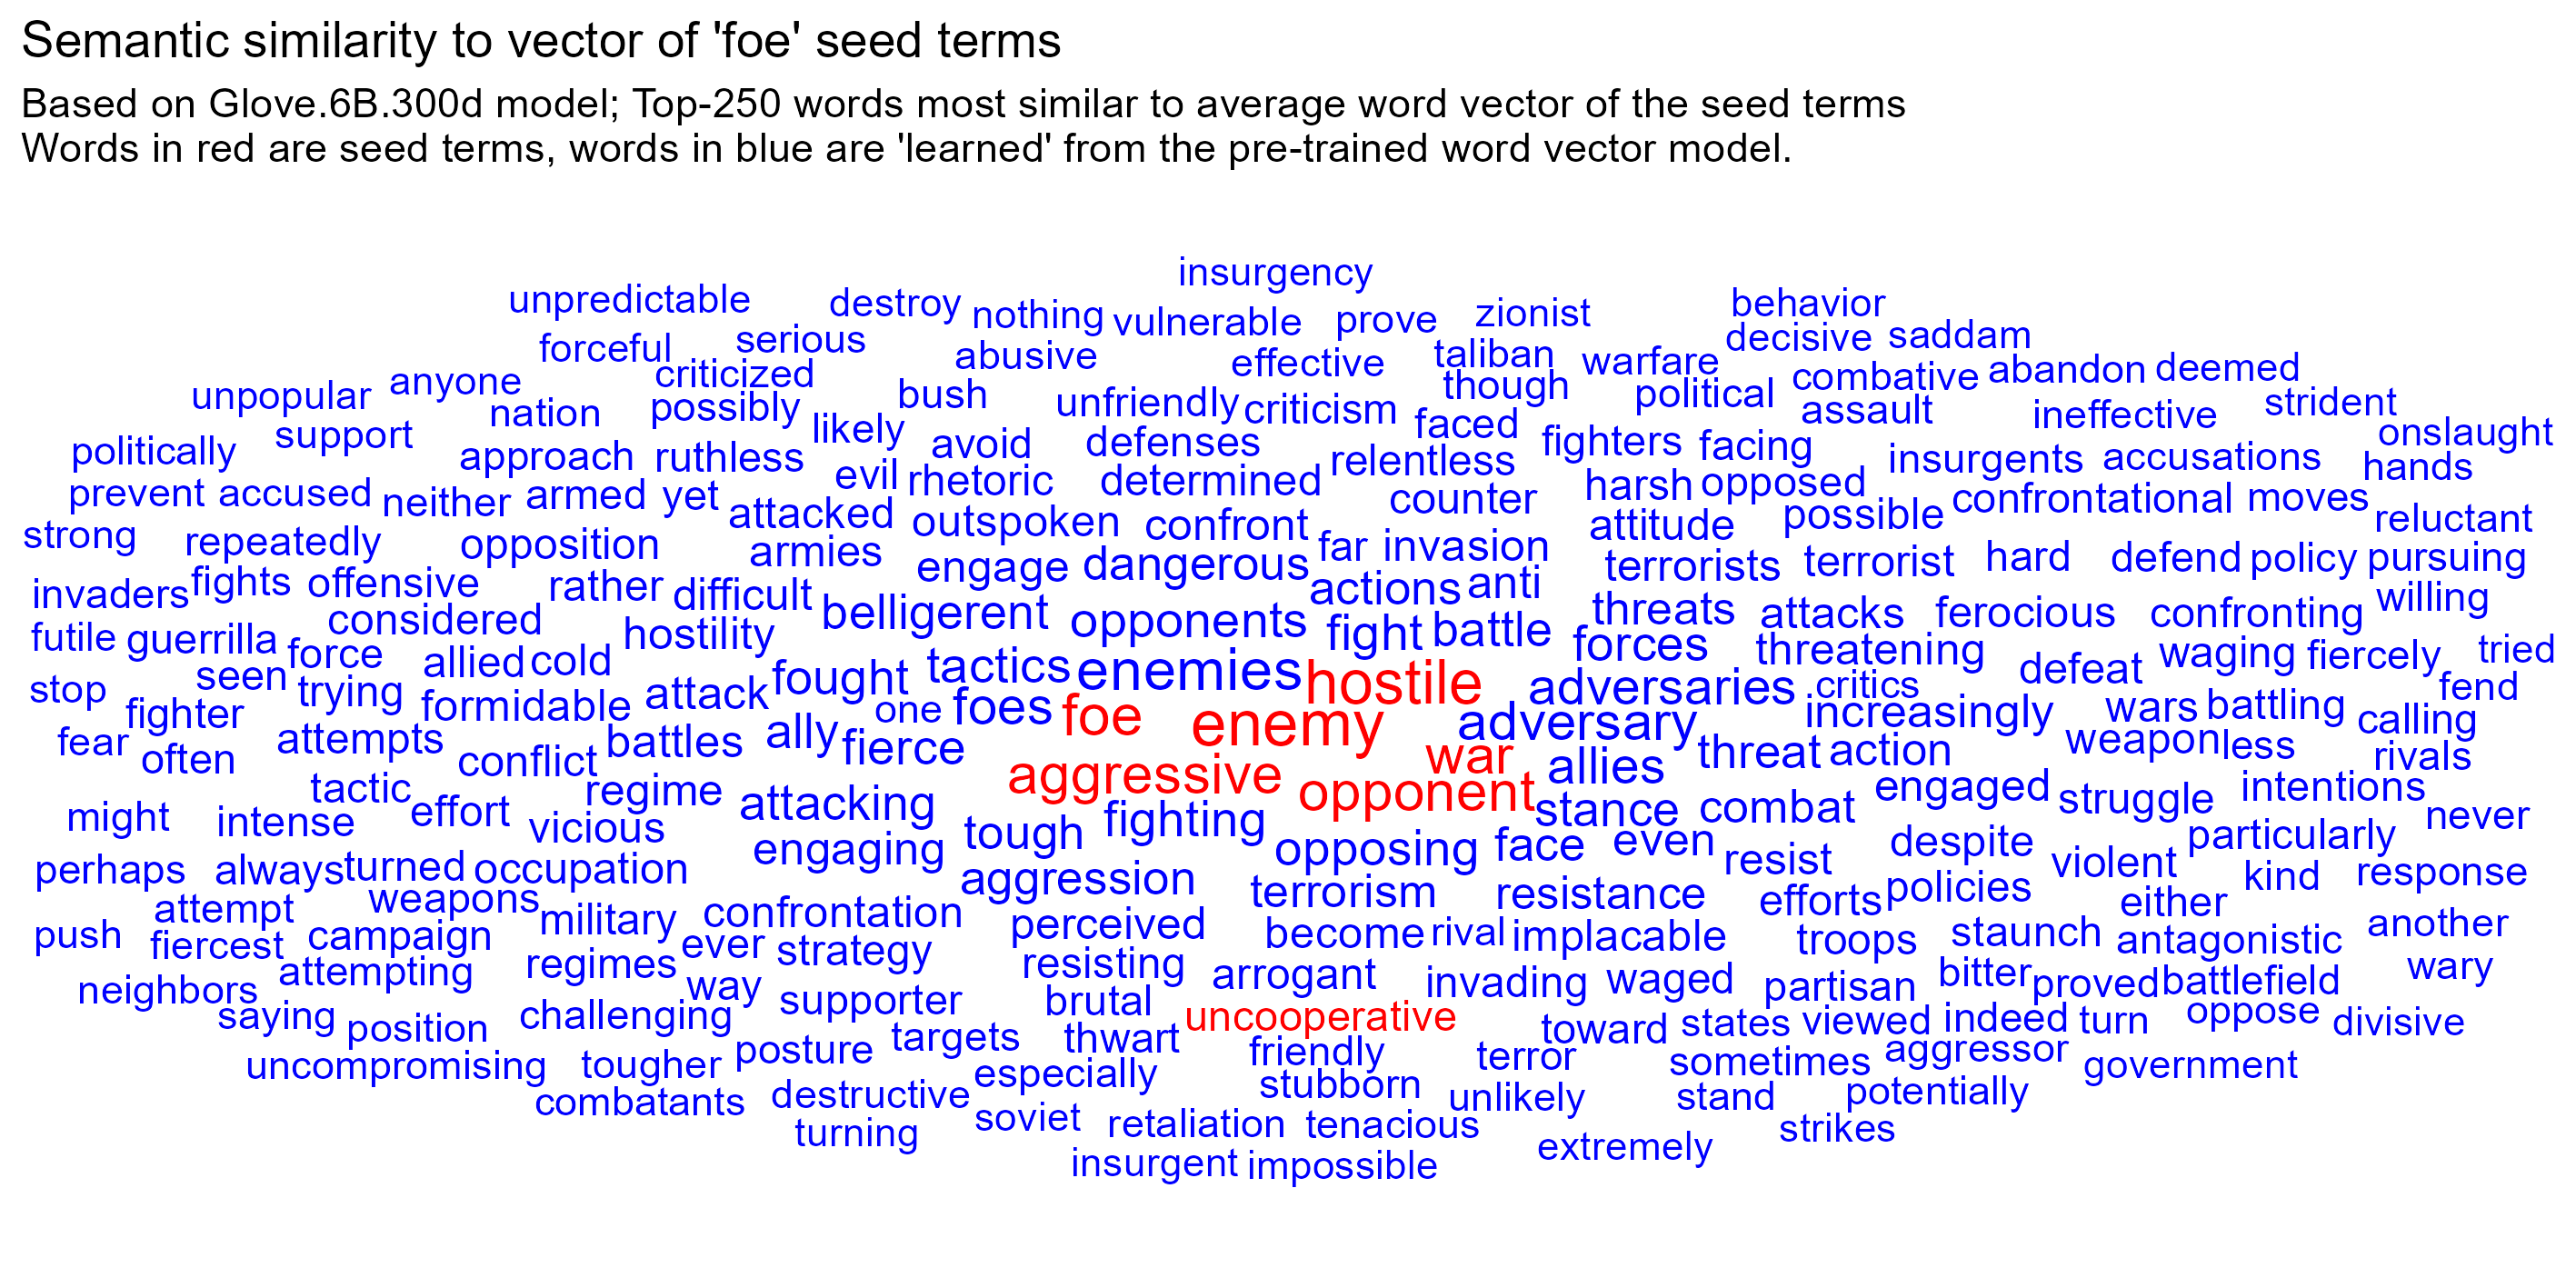 Semantic similarity to vector of 'foe' seed terms
Based on Glove.6B.300d model; Top-250 words most similar to average word vector of the seed terms
Words in red are seed terms, words in blue are 'learned' from the pre-trained word vector model.
insurgency
unpredictable destroy nothing vulnerable prove zionist behavior
forceful serious abusive effective taliban warfare decisive saddam
unpopular anyone criticized bush unfriendly though political combative abandon deemed
nation possibly likely criticism faced assault ineffective strident
politically support approach ruthless avoid defenses relentless fighters facing insurgents accusations onslaught
prevent accused neither armed yet evil rhetoric determined counter harsh opposed confrontational moves hands
strong repeatedly opposition attacked outspoken confront far invasion attitude possible reluctant
armies engage dangerous terrorists terrorist hard defend policy pursuing
invaders fights offensive rather difficult actions anti threats attacks ferocious confronting willing
considered belligerent opponents
futile guerrilla hostility fight battle forces threatening
force allied cold tactics enemies hostile defeat waging fiercely tried
stop seen trying formidable attack fought foes adversaries critics fend
fighter one foe enemy adversary increasingly wars battling calling
fear often attempts conflict battles ally fierce war threat action weapon less rivals
tactic regime aggressive opponent allies engaged struggle intentions
might intense effort vicious attacking tough fighting stance combat never
perhaps always turned occupation engaging opposing face even resist despite violent particularly kind response
attempt weapons aggression terrorism resistance efforts policies either
push fiercest campaign military confrontation perceived become rival implacable troops staunch antagonistic another
neighbors attempting regimes ever strategy resisting arrogant invading waged partisan bitter proved battlefield wary
way supporter brutal
saying position challenging targets thwart uncooperative toward states viewed indeed turn oppose divisive
uncompromising tougher posture especially friendly terror sometimes aggressor government
combatants destructive stubborn unlikely stand potentially
turning soviet retaliation tenacious extremely strikes
insurgent impossible